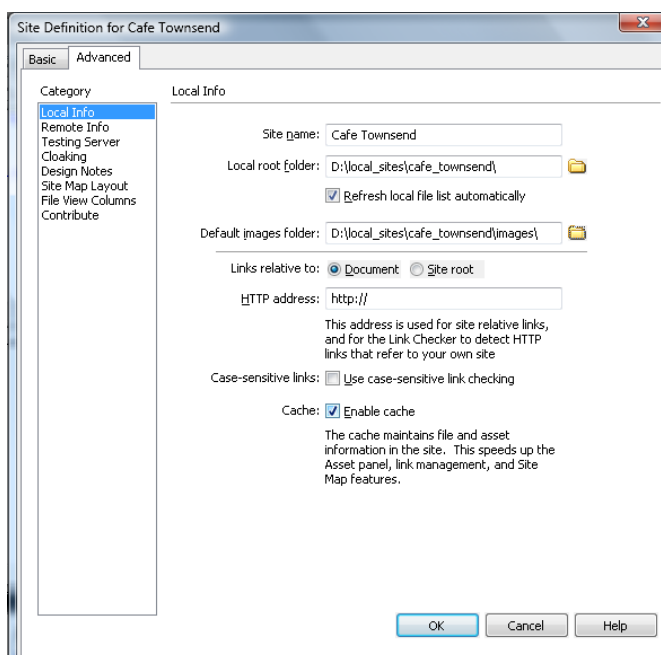 Site Definition for Cafe Townsend
Basic Advanced
Category
Local Info
Remote Info
Testing Server
Cloaking
Design Notes
Site Map Layout
File View Columns
Contribute
Local Info
Site name: Cafe Townsend
Local root folder: D:\local_sites\cafe_townsend\
Refresh local file list automatically
Default images folder: D:\local_sites\cafe_townsend\images\
Links relative to: Document Site root
HTTP address: http://
This address is used for site relative links,
and for the Link Checker to detect HTTP
links that refer to your own site
Case-sensitive links: Use case-sensitive link checking
Cache: Enable cache
The cache maintains file and asset
information in the site. This speeds up the
Asset panel, link management, and Site
Map features.
OK Cancel Help